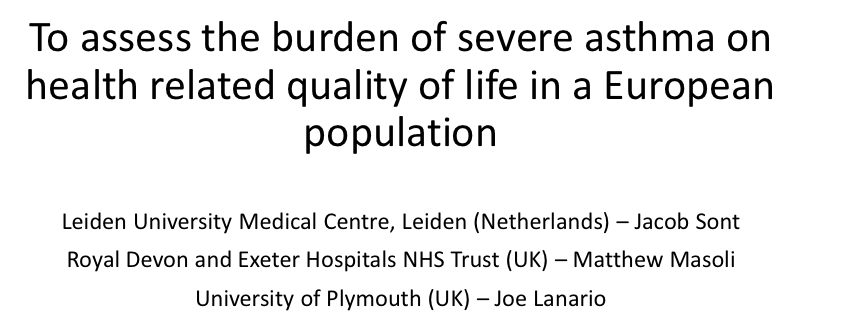 To assess the burden of severe asthma on
health related quality of life in a European
population
Leiden University Medical Centre, Leiden (Netherlands) – Jacob Sont
Royal Devon and Exeter Hospitals NHS Trust (UK) – Matthew Masoli
University of Plymouth (UK) – Joe Lanario